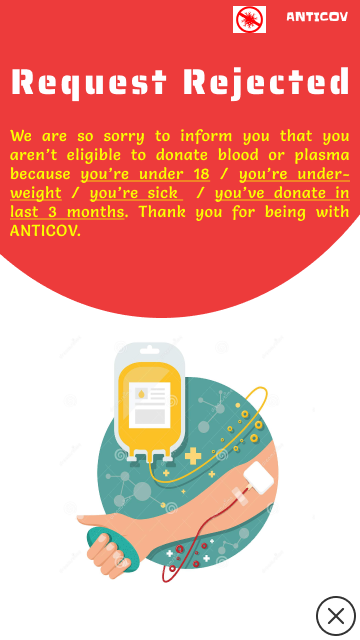 ANTICOV
Request Rejected
We are so sorry to inform you that you
aren't eligible to donate blood or plasma
because you're under 18 / you're under-
weight / you're sick / you've donate in
last 3 months. Thank you for being with
ANTICOV.